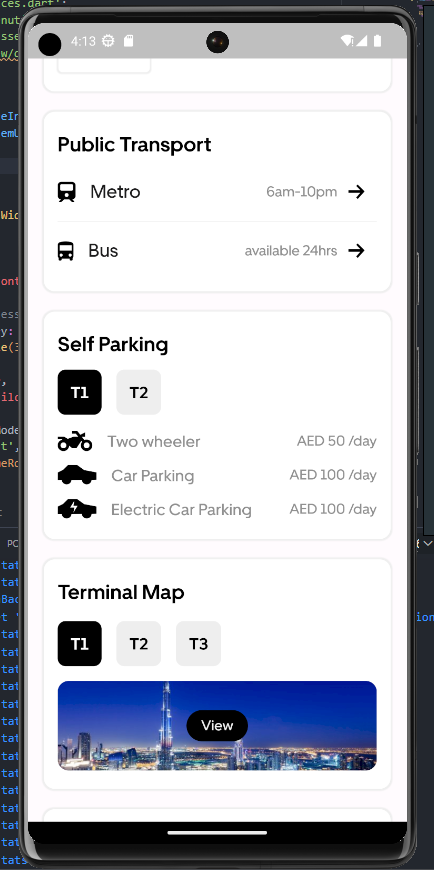 4:13
Public Transport
Metro 6am-10pm
Bus available 24hrs
Self Parking
T1 T2
Two wheeler AED 50 /day
Car Parking AED 100 /day
Electric Car Parking AED 100 /day
Terminal Map
T1 T2 T3
View